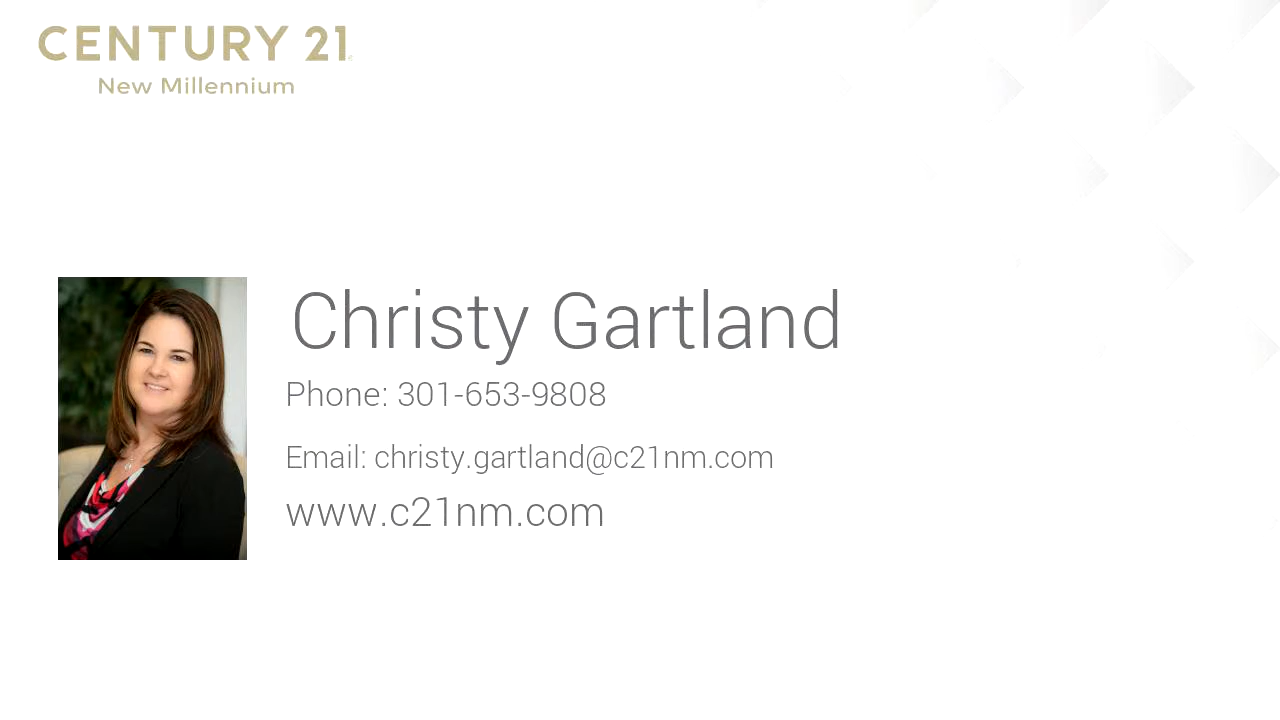 CENTURY 21
New Millennium
Christy Gartland
Phone: 301-653-9808
Email: christy.gartland@c21nm.com
www.c21nm.com